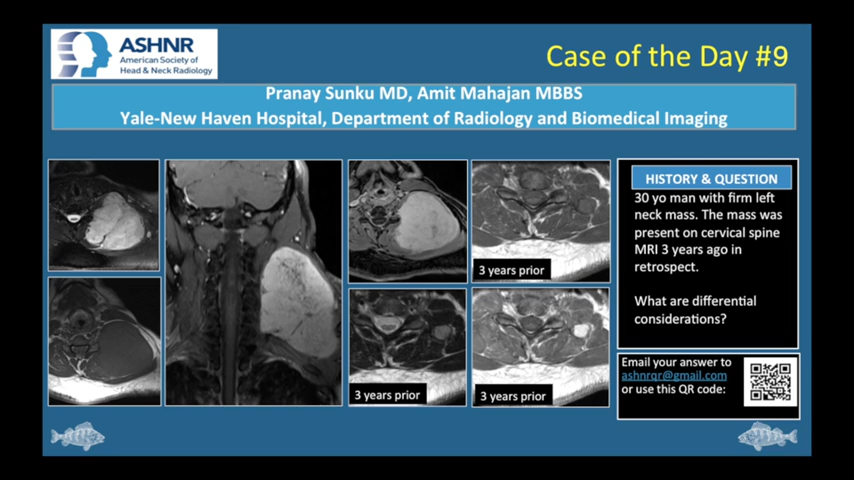 ASHNR
American Society of
Head & Neck Radiology
Case of the Day #9
Pranay Sunku MD, Amit Mahajan MBBS
Yale-New Haven Hospital, Department of Radiology and Biomedical Imaging
3 years prior
3 years prior
3 years prior
HISTORY & QUESTION
30 yo man with firm left
neck mass. The mass was
present on cervical spine
MRI 3 years ago in
retrospect.
What are differential
considerations?
Email your answer to
ashnrqr@gmail.com
or use this QR code: